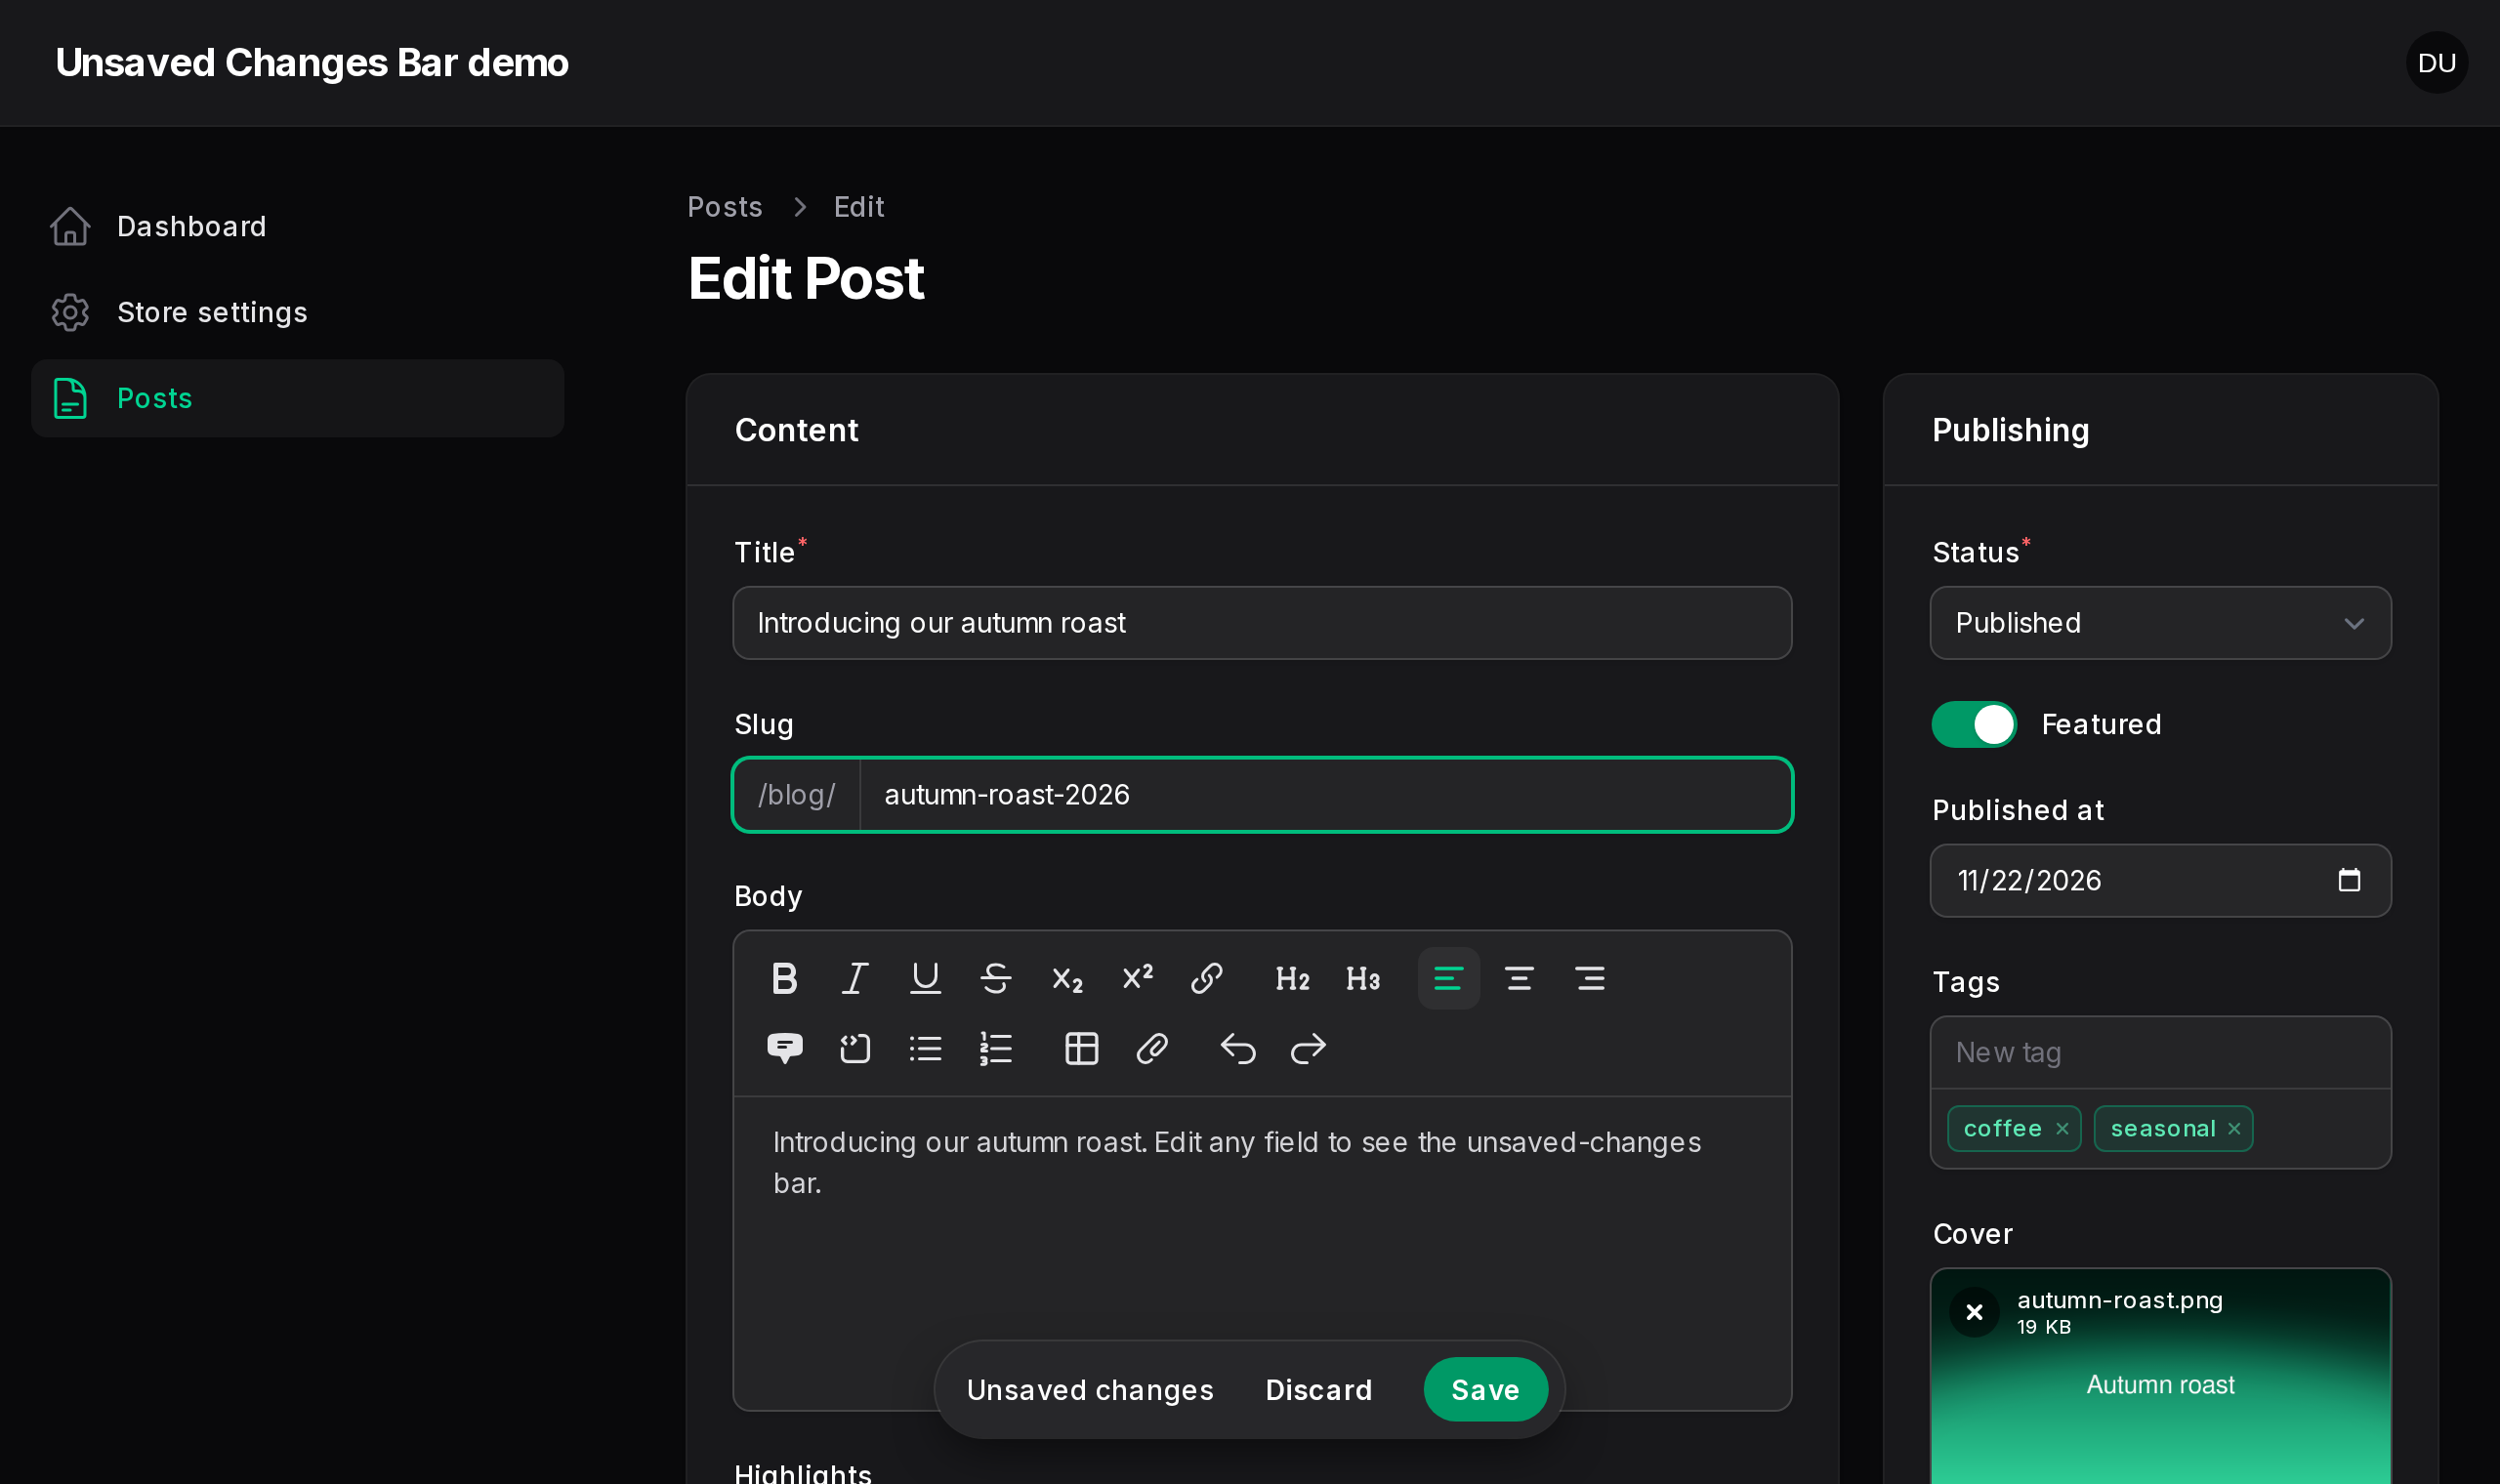 Unsaved Changes Bar demo
DU
Dashboard
Store settings
Posts
Posts > Edit
Edit Post
Content
Title*
Introducing our autumn roast
Slug
/blog/ autumn-roast-2026
Body
B I U S X₂ X² H2 H3
Introducing our autumn roast. Edit any field to see the unsaved-changes
bar.
Highlights
Publishing
Status*
Published
Featured
Published at
11/22/2026
Tags
New tag
coffee × seasonal ×
Cover
autumn-roast.png
19 KB
Autumn roast
Unsaved changes Discard Save